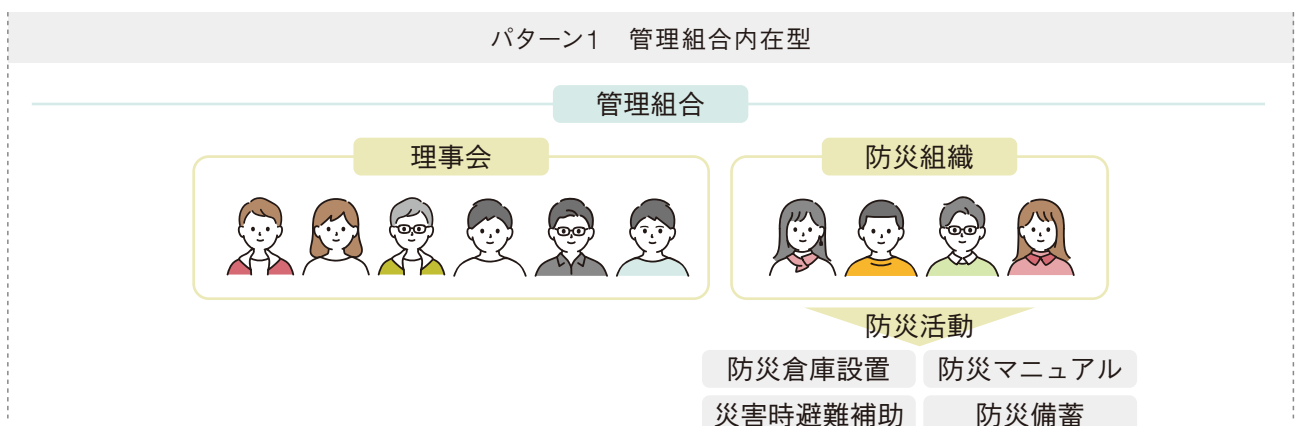 パターン1　管理組合内在型
管理組合
理事会
防災組織
防災活動
防災倉庫設置
防災マニュアル
災害時避難補助
防災備蓄